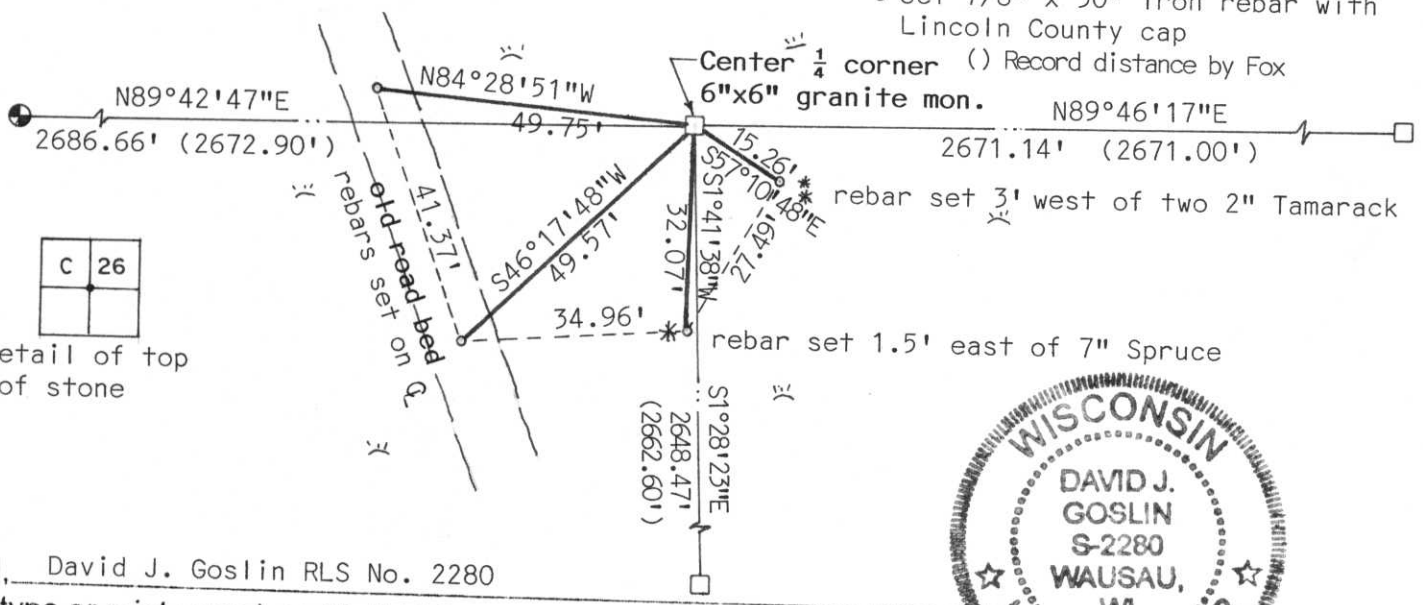 Set 7/8" x 30" iron rebar with
Lincoln County cap
() Record distance by Fox
Center 1/4 corner
6"x6" granite mon.
N89°42'47"E
2686.66' (2672.90')
N84°28'51"W
49.75'
N89°46'17"E
2671.14' (2671.00')
15.26'
S57°10'48"E
* rebar set 3' west of two 2" Tamarack
*
27.49'
S1°41'38"W
32.07'
S46°17'48"W
49.57'
41.37'
old road bed
rebars set on ℄
34.96'
* rebar set 1.5' east of 7" Spruce
C 26
etail of top
of stone
S1°28'23"E
2648.47'
(2662.60')
WISCONSIN
DAVID J.
GOSLIN
S-2280
WAUSAU,
, David J. Goslin RLS No. 2280